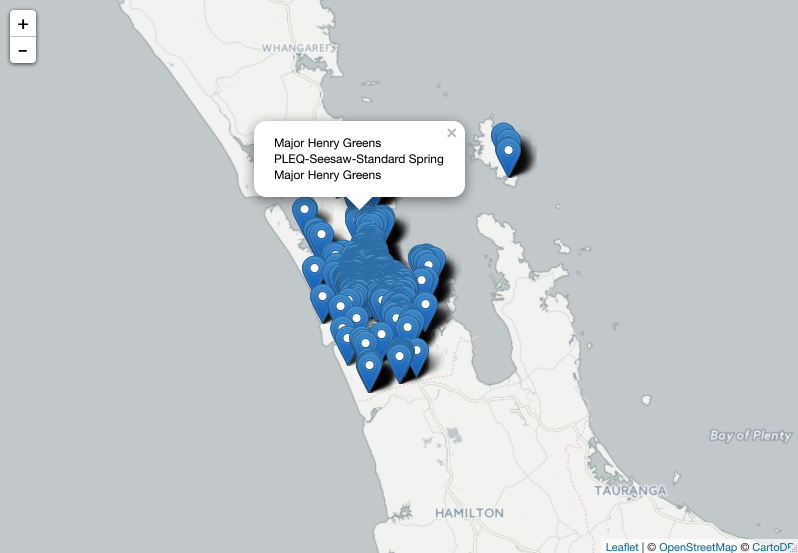 +
-
WHANGAREI
Major Henry Greens
PLEQ-Seesaw-Standard Spring
Major Henry Greens
×
Bay of Plenty
TAURANGA
HAMILTON
Leaflet | © OpenStreetMap © CartoDB